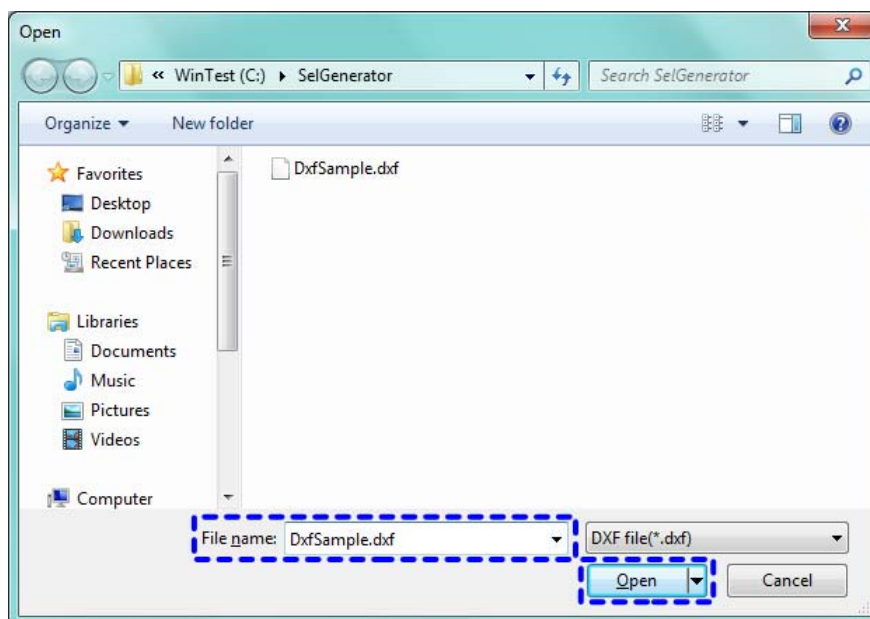 Open
« WinTest (C:) ▸ SelGenerator
Search SelGenerator
Organize
New folder
Favorites
Desktop
Downloads
Recent Places
Libraries
Documents
Music
Pictures
Videos
Computer
DxfSample.dxf
File name: DxfSample.dxf
DXF file(*.dxf)
Open
Cancel